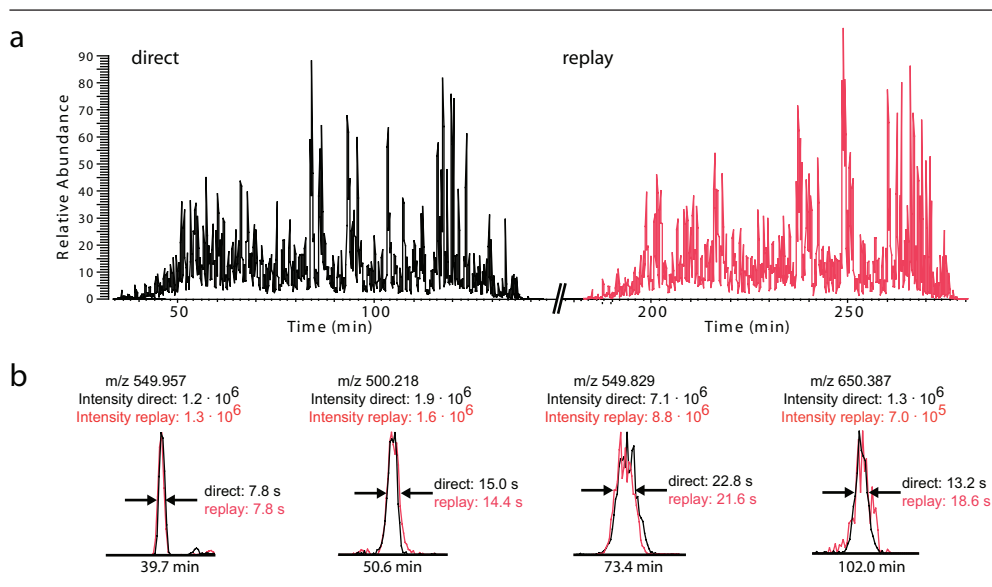 a
direct
replay
Relative Abundance
90
80
70
60
50
40
30
20
10
0
50
100
200
250
Time (min)
Time (min)
b
m/z 549.957
Intensity direct: 1.2 · 10⁶
Intensity replay: 1.3 · 10⁶
direct: 7.8 s
replay: 7.8 s
39.7 min
m/z 500.218
Intensity direct: 1.9 · 10⁶
Intensity replay: 1.6 · 10⁶
direct: 15.0 s
replay: 14.4 s
50.6 min
m/z 549.829
Intensity direct: 7.1 · 10⁶
Intensity replay: 8.8 · 10⁶
direct: 22.8 s
replay: 21.6 s
73.4 min
m/z 650.387
Intensity direct: 1.3 · 10⁶
Intensity replay: 7.0 · 10⁵
direct: 13.2 s
replay: 18.6 s
102.0 min